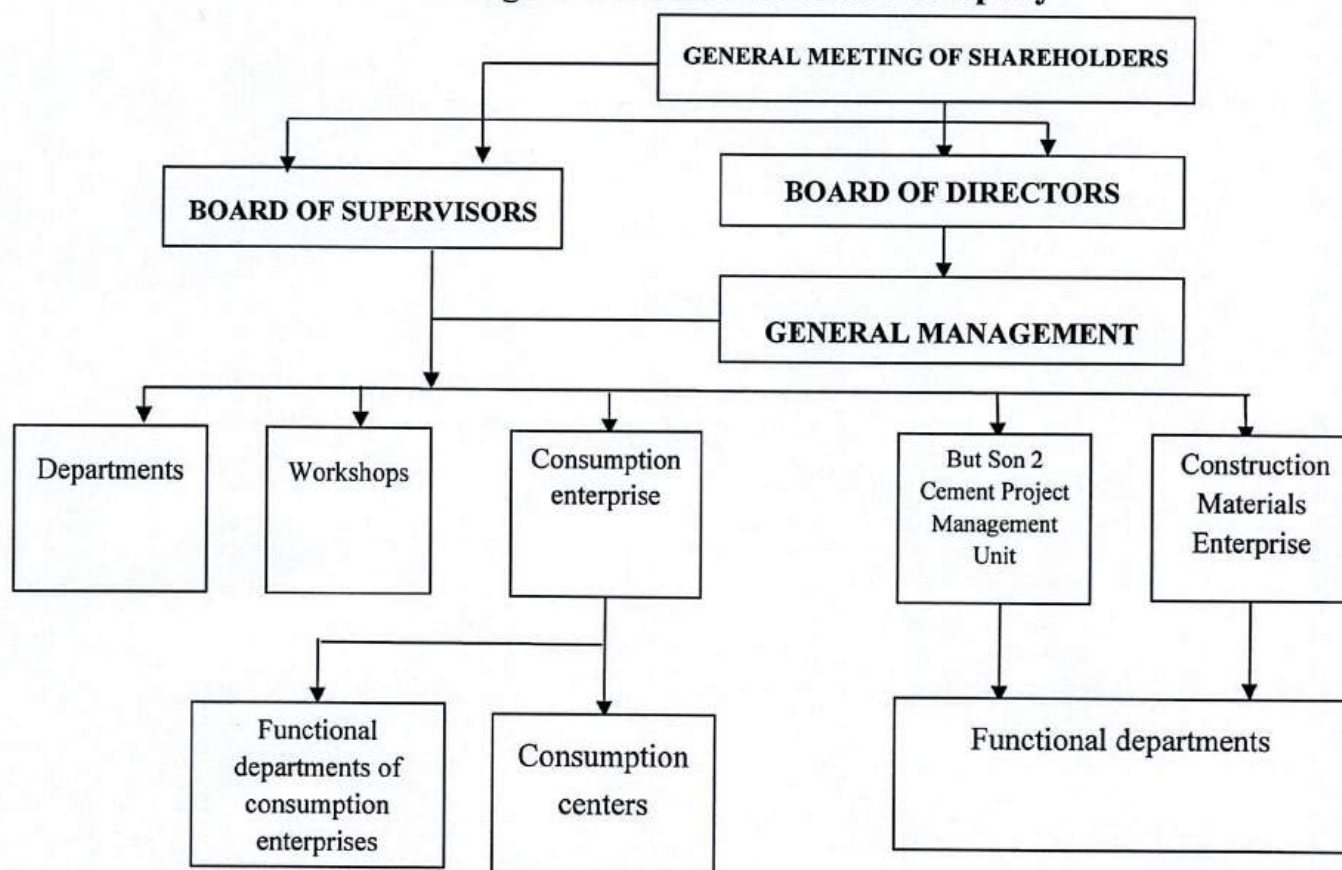 GENERAL MEETING OF SHAREHOLDERS
BOARD OF SUPERVISORS
BOARD OF DIRECTORS
GENERAL MANAGEMENT
Departments
Workshops
Consumption
enterprise
But Son 2
Cement Project
Management
Unit
Construction
Materials
Enterprise
Functional
departments of
consumption
enterprises
Consumption
centers
Functional departments